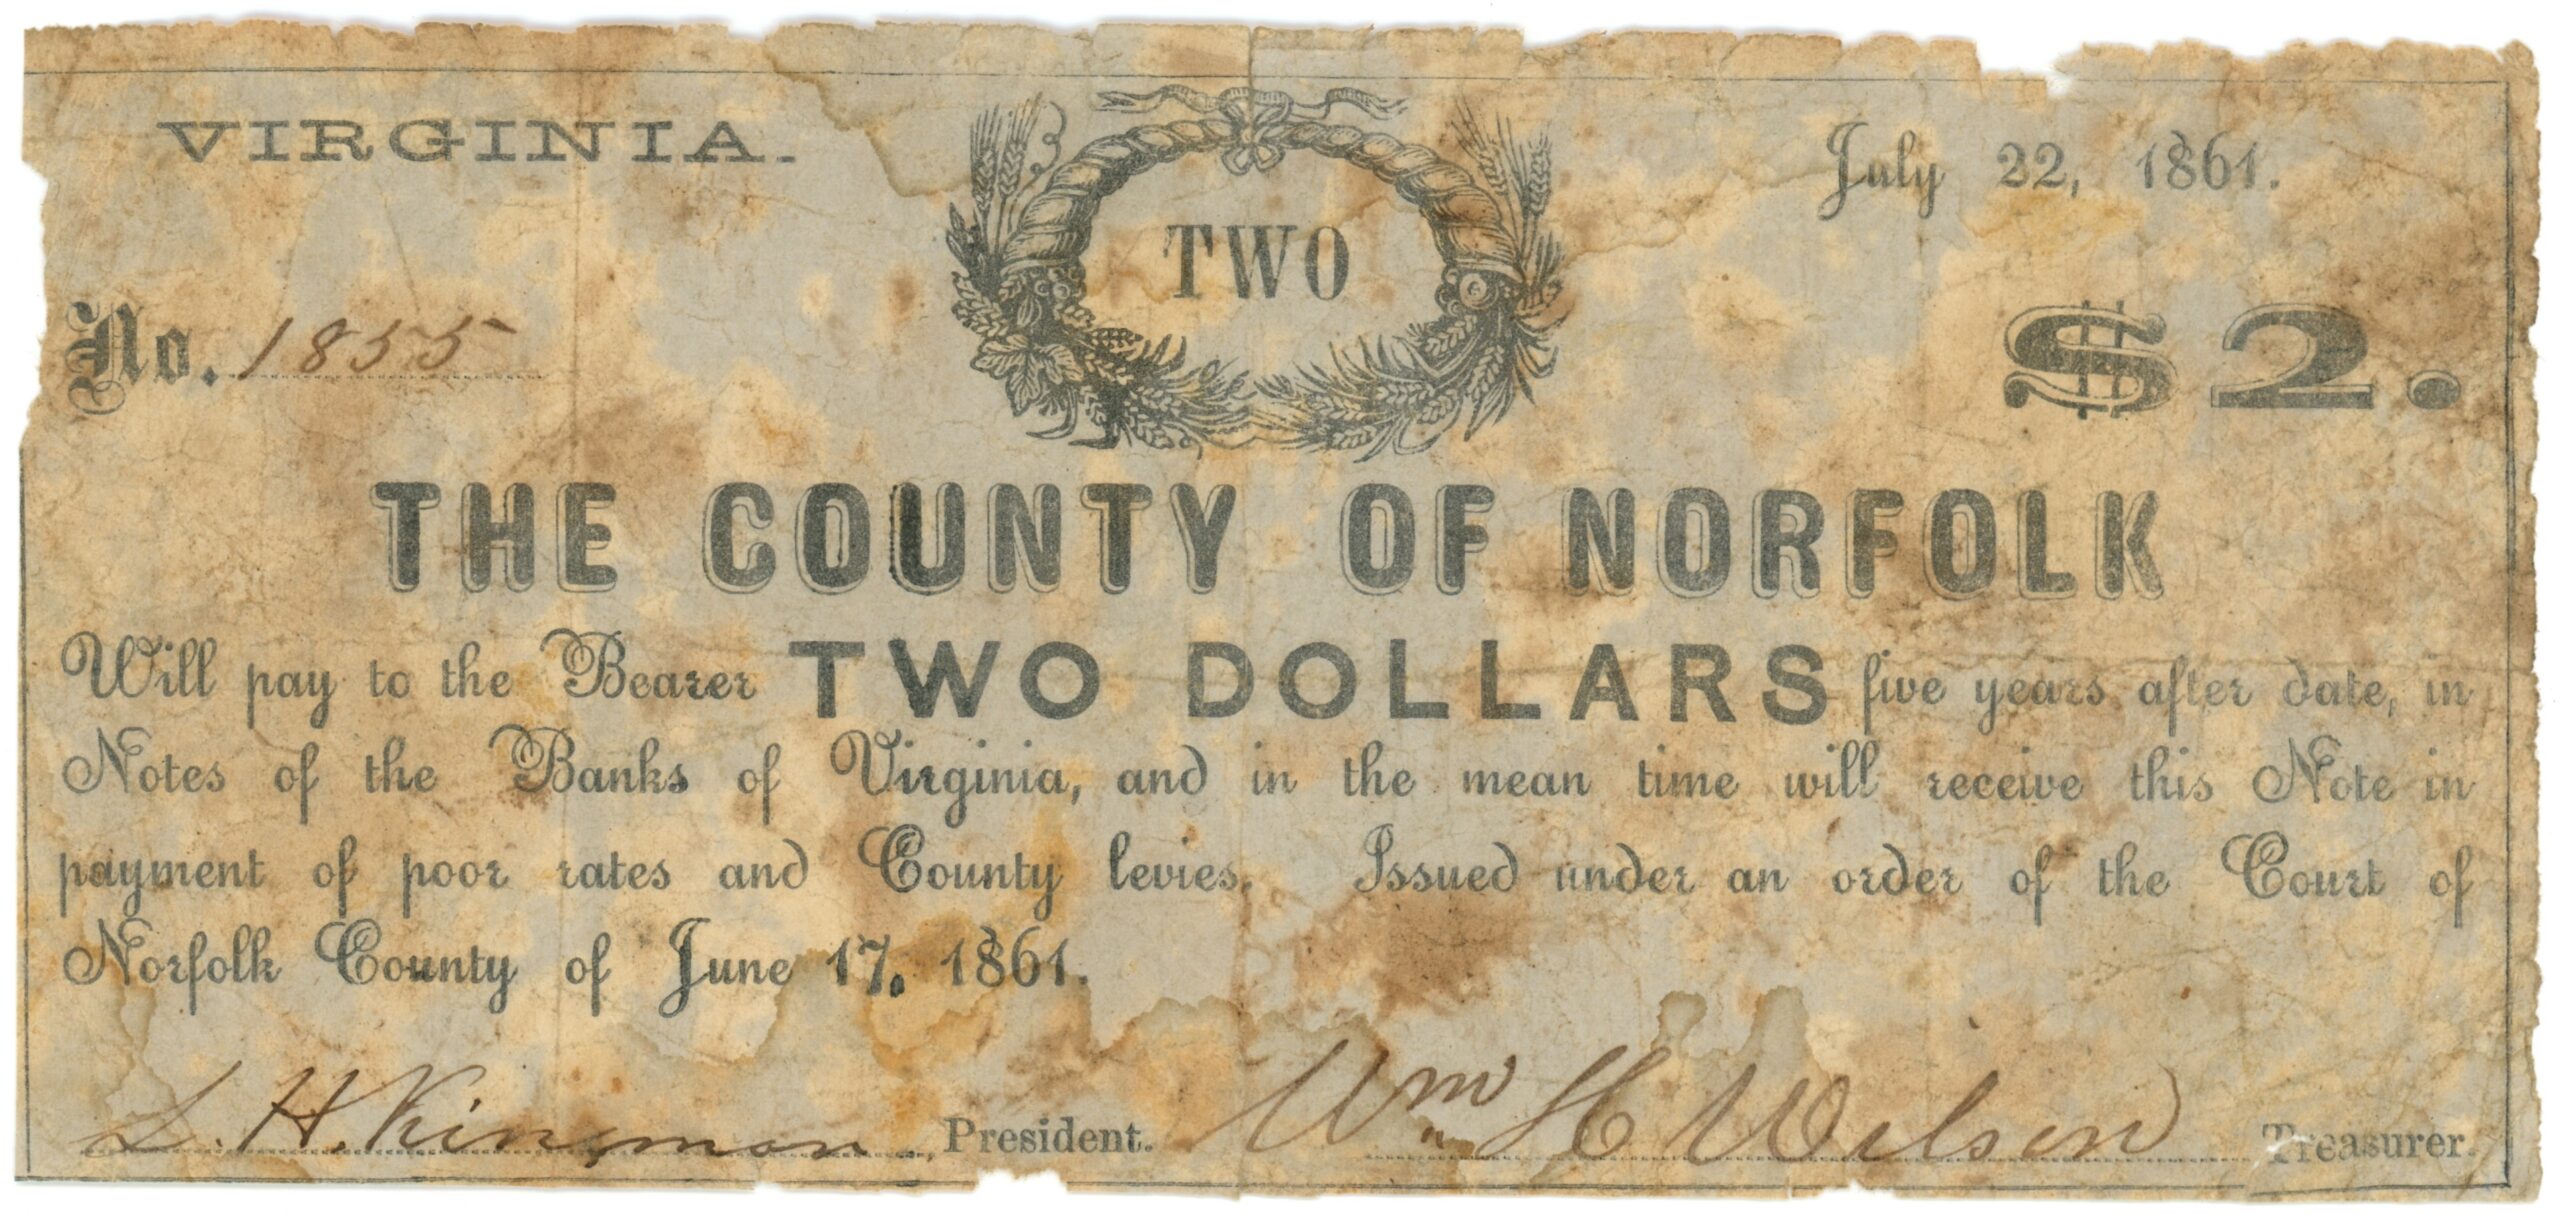 VIRGINIA.
TWO
July 22, 1861.
No. 1855
$2.
THE COUNTY OF NORFOLK
Will pay to the Bearer TWO DOLLARS five years after date, in
Notes of the Banks of Virginia, and in the mean time will receive this Note in
payment of poor rates and County levies. Issued under an order of the Court of
Norfolk County of June 17. 1861.
L. H. Kingman, President. Wm H Wilson Treasurer.